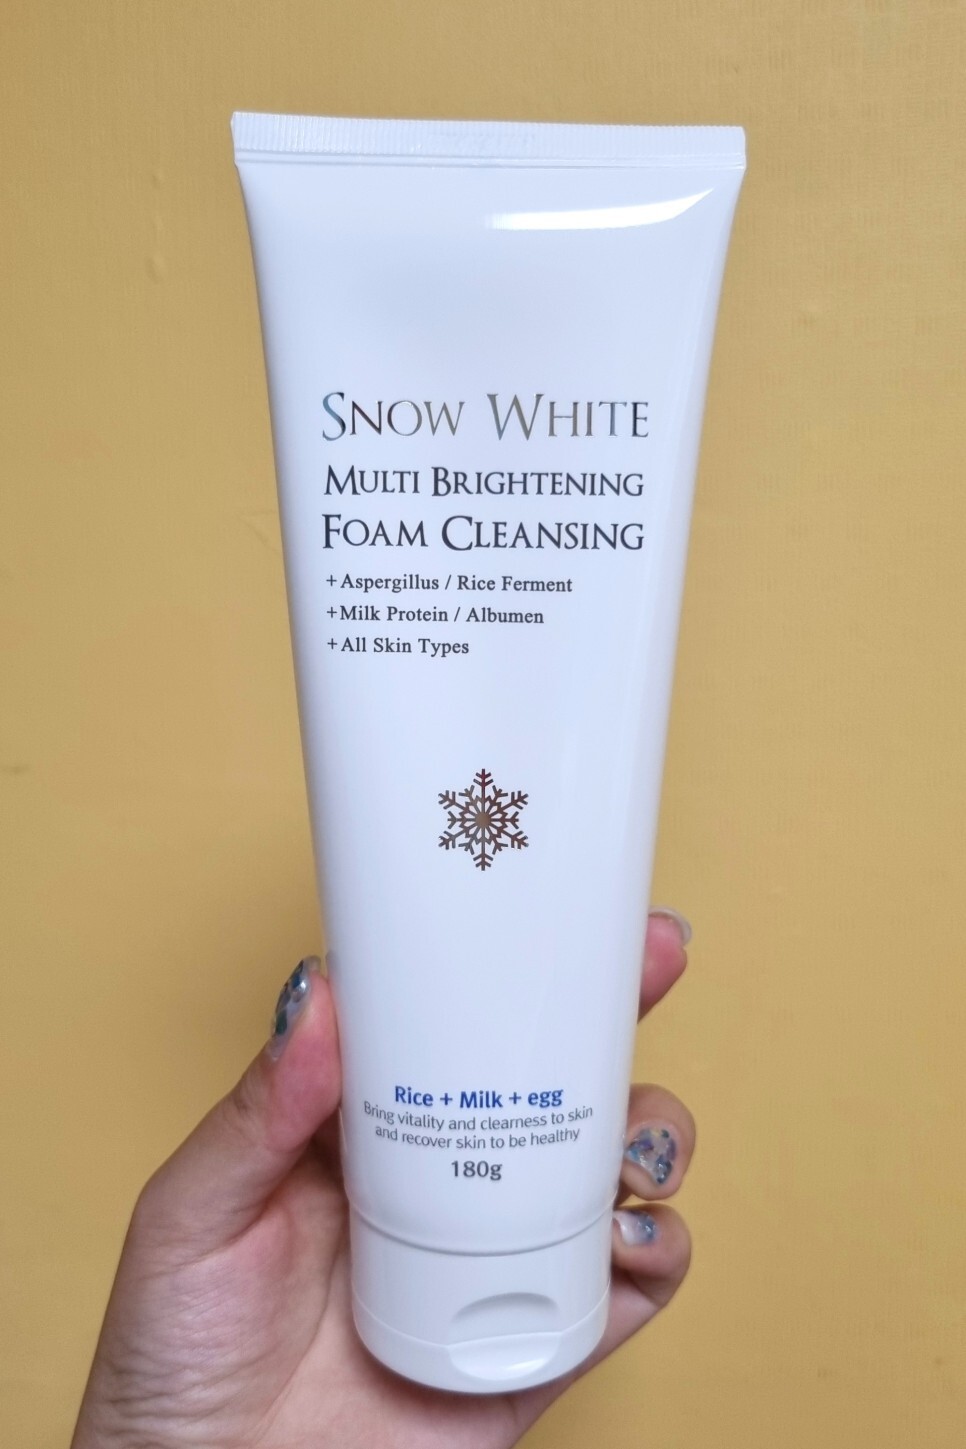 SNOW WHITE
MULTI BRIGHTENING
FOAM CLEANSING
+Aspergillus / Rice Ferment
+Milk Protein / Albumen
+All Skin Types
Rice + Milk + egg
Bring vitality and clearness to skin
and recover skin to be healthy
180g